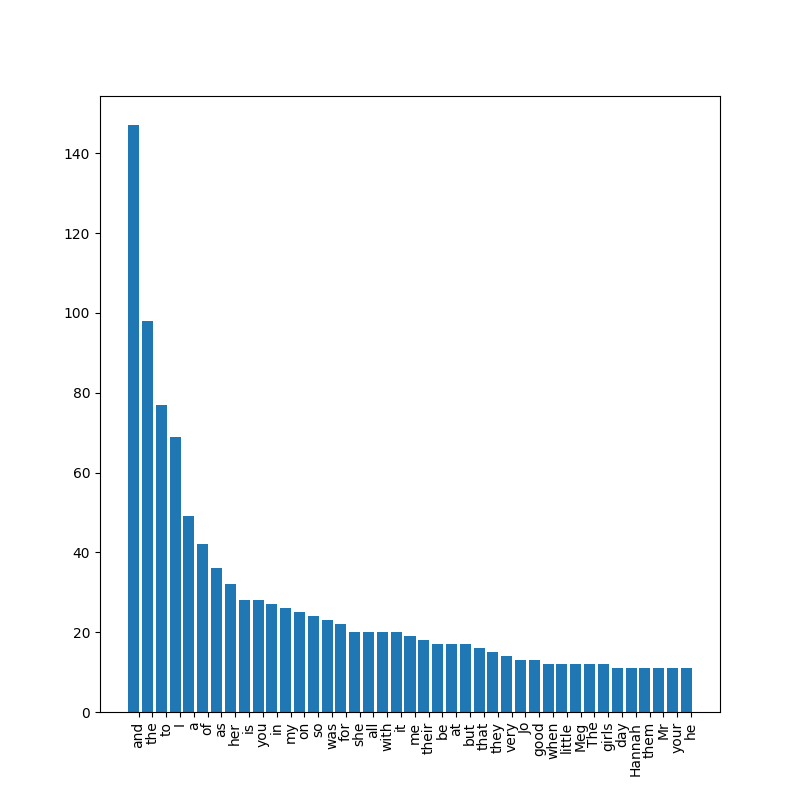 140
120
100
80
60
40
20
0
and
the
to
I
a
of
as
her
is
you
in
my
on
so
was
for
she
all
with
it
me
their
be
at
but
that
they
very
Jo
good
when
little
Meg
The
girls
day
Hannah
them
Mr
your
he